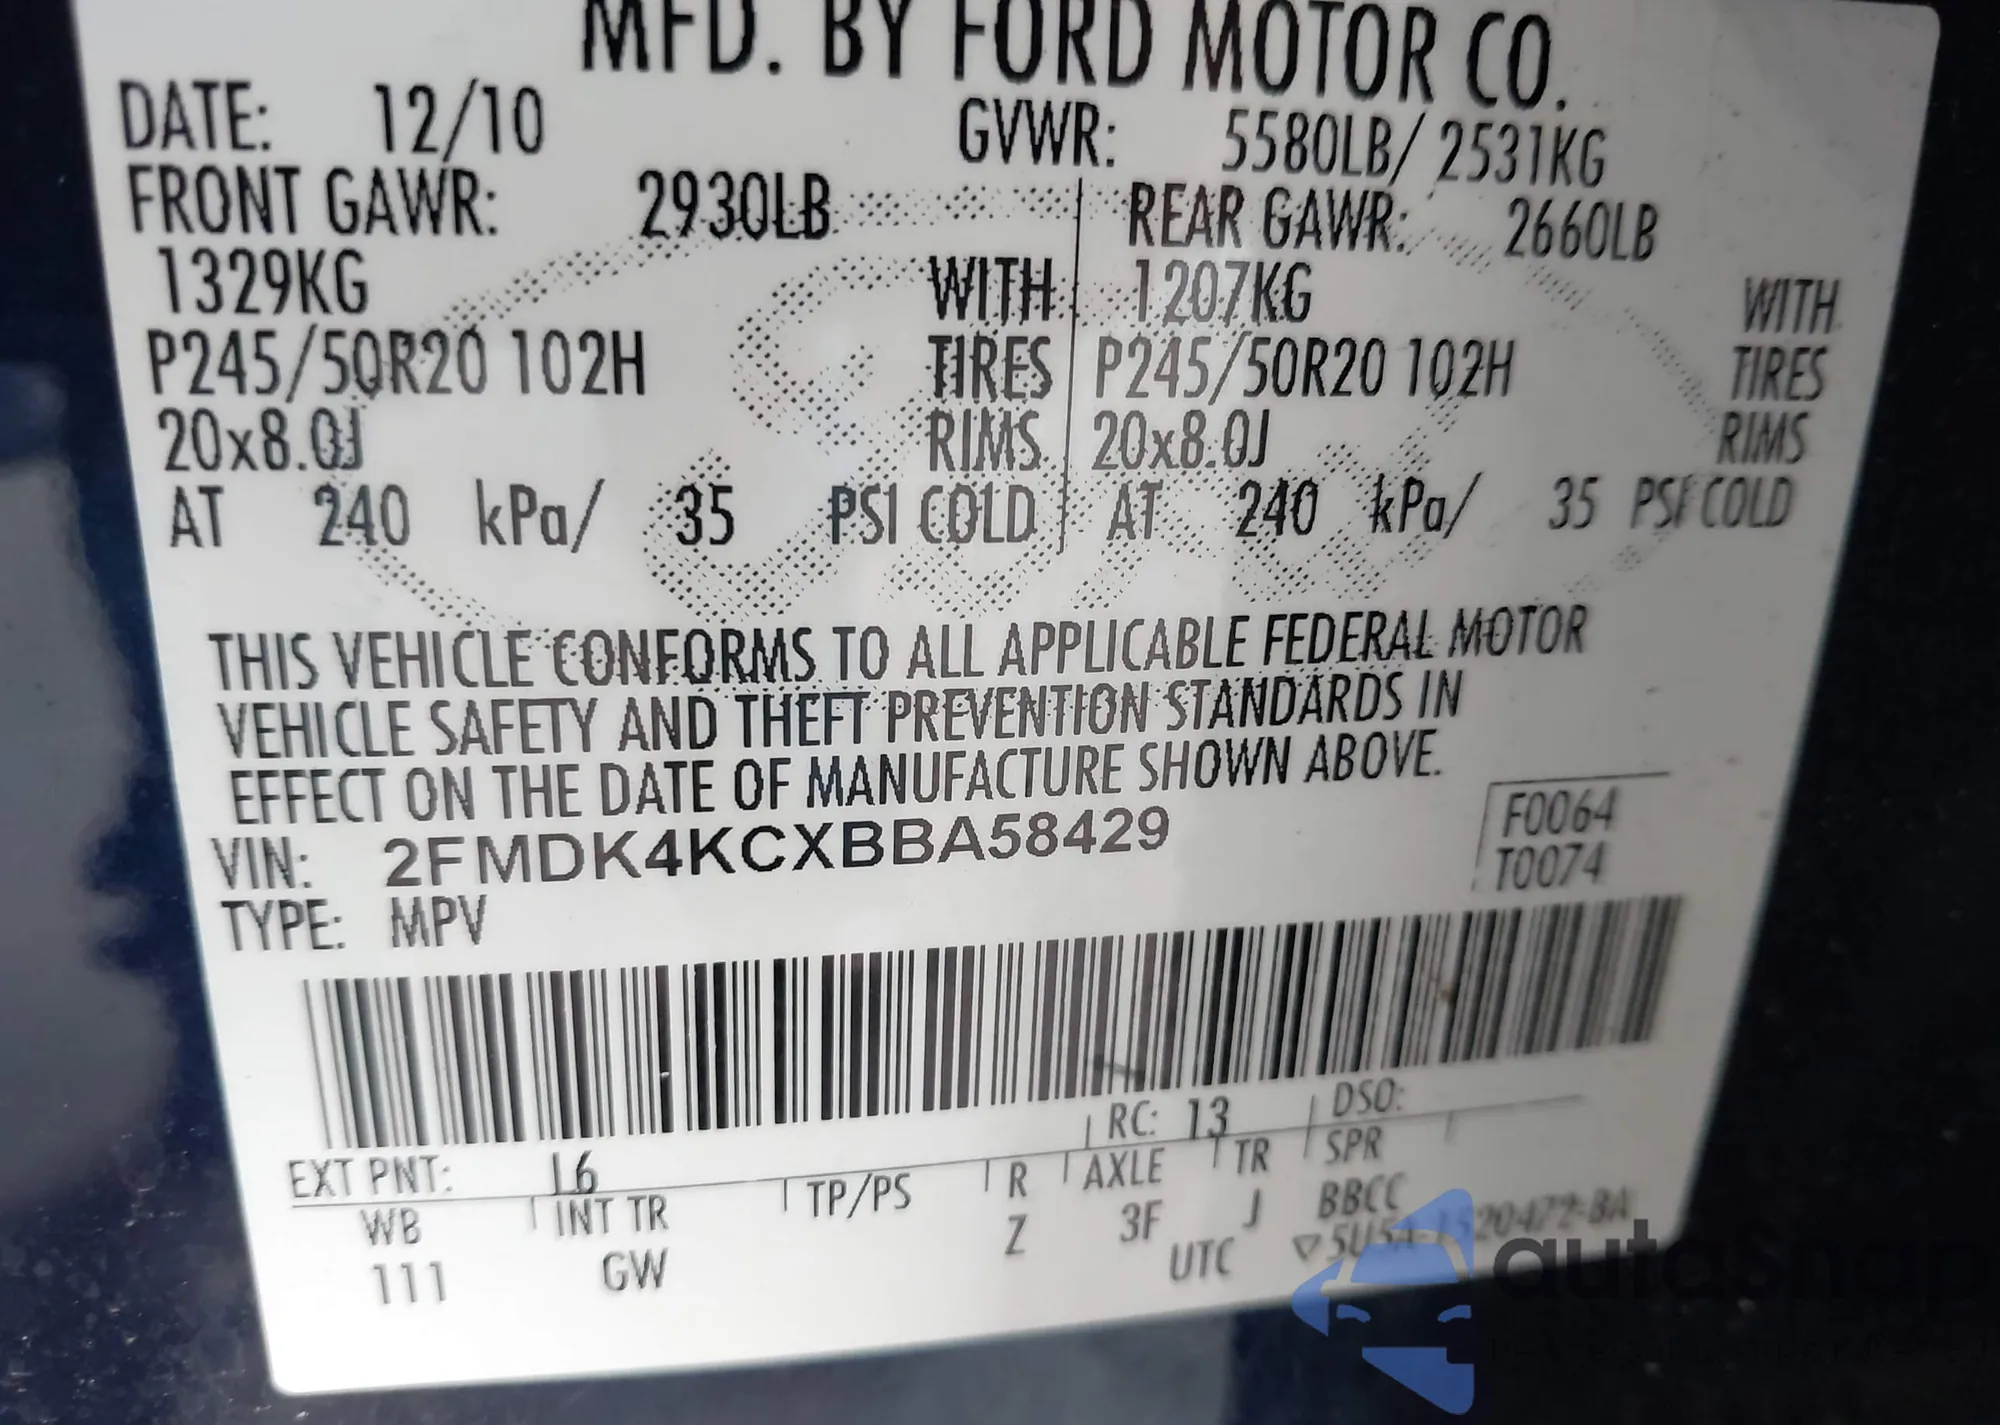 MFD. BY FORD MOTOR CO.
DATE: 12/10 GVWR: 5580LB/ 2531KG
FRONT GAWR: 2930LB REAR GAWR: 2660LB
1329KG WITH 1207KG WITH
P245/50R20 102H TIRES P245/50R20 102H TIRES
20x8.0J RIMS 20x8.0J RIMS
AT 240 kPa/ 35 PSI COLD AT 240 kPa/ 35 PSI COLD
THIS VEHICLE CONFORMS TO ALL APPLICABLE FEDERAL MOTOR
VEHICLE SAFETY AND THEFT PREVENTION STANDARDS IN
EFFECT ON THE DATE OF MANUFACTURE SHOWN ABOVE.
VIN: 2FMDK4KCXBBA58429
F0064
T0074
TYPE: MPV
EXT PNT: L6 RC: 13 DSO:
WB INT TR TP/PS R AXLE TR SPR
111 GW Z 3F J BBCC
UTC
autosnap